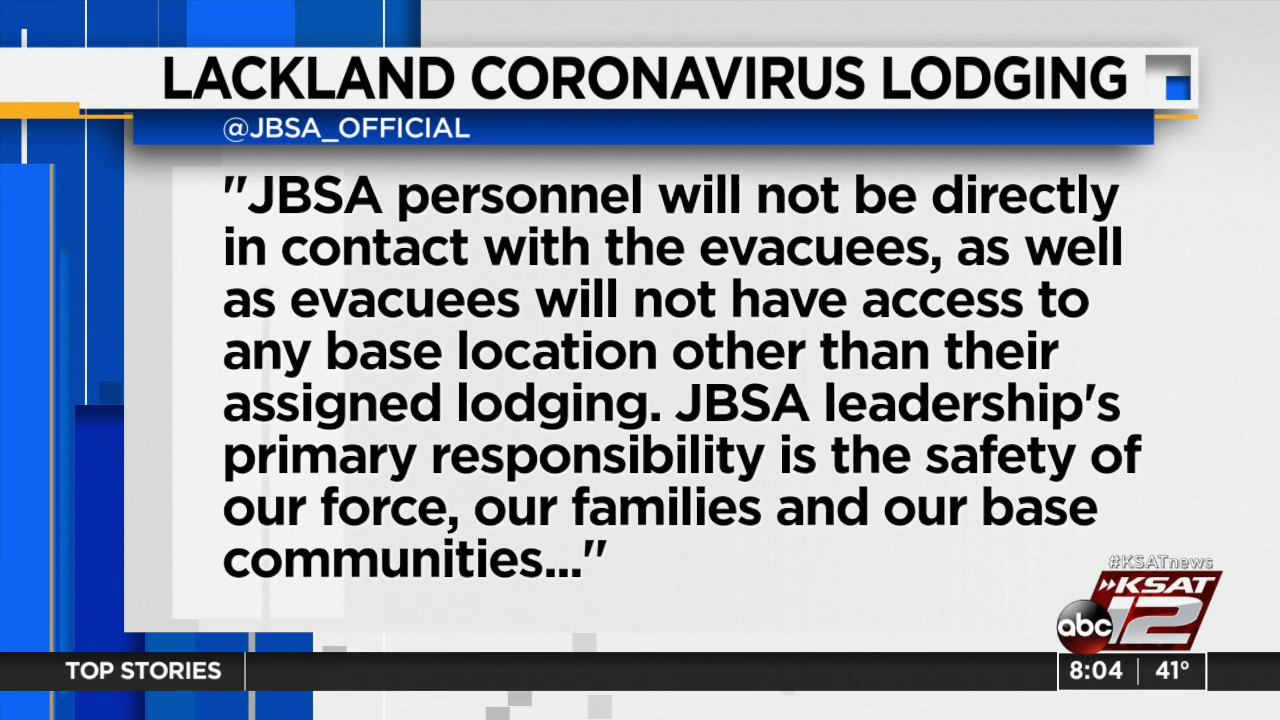 LACKLAND CORONAVIRUS LODGING
@JBSA_OFFICIAL
"JBSA personnel will not be directly
in contact with the evacuees, as well
as evacuees will not have access to
any base location other than their
assigned lodging. JBSA leadership's
primary responsibility is the safety of
our force, our families and our base
communities..."
#KSATnews
KSAT
abc 12
TOP STORIES
8:04 41°